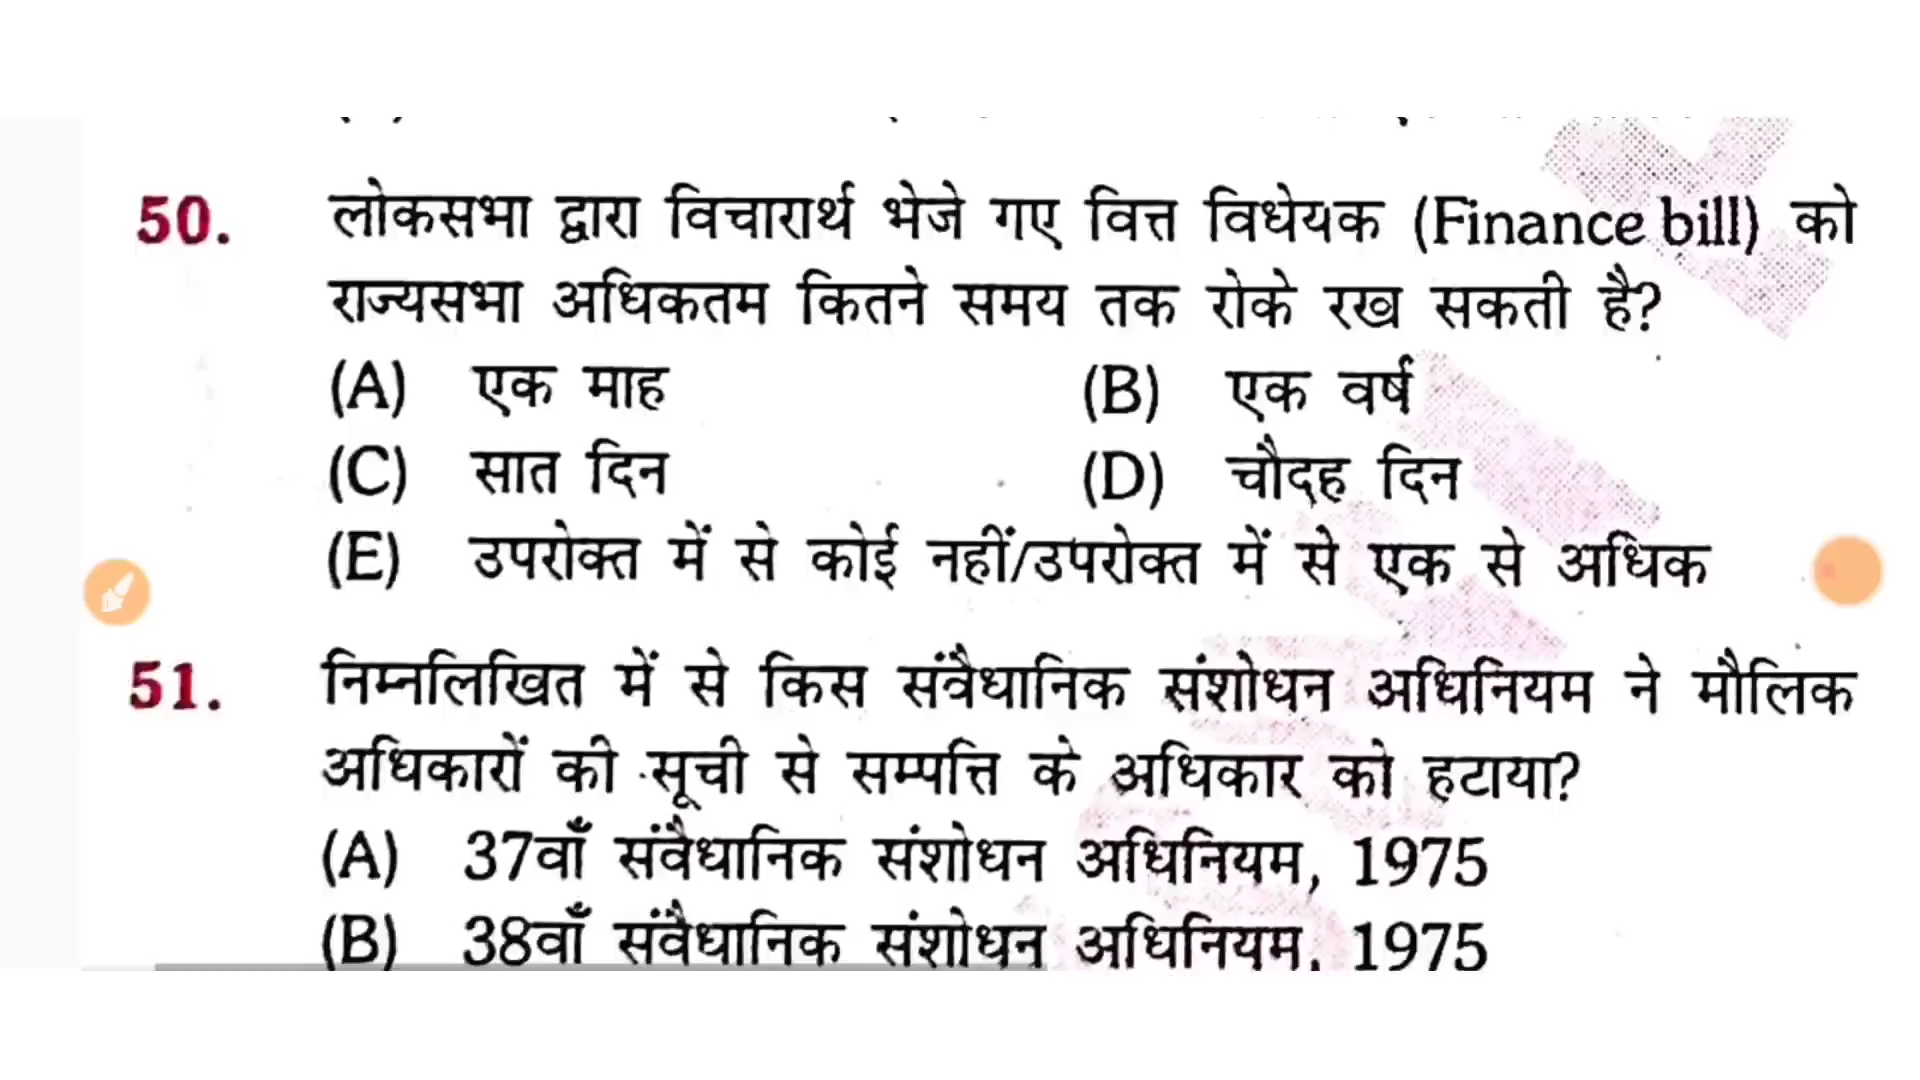 50. लोकसभा द्वारा विचारार्थ भेजे गए वित्त विधेयक (Finance bill) को
राज्यसभा अधिकतम कितने समय तक रोके रख सकती है?
(A) एक माह (B) एक वर्ष
(C) सात दिन (D) चौदह दिन
(E) उपरोक्त में से कोई नहीं/उपरोक्त में से एक से अधिक
51. निम्नलिखित में से किस संवैधानिक संशोधन अधिनियम ने मौलिक
अधिकारों की सूची से सम्पत्ति के अधिकार को हटाया?
(A) 37वाँ संवैधानिक संशोधन अधिनियम, 1975
(B) 38वाँ संवैधानिक संशोधन अधिनियम, 1975